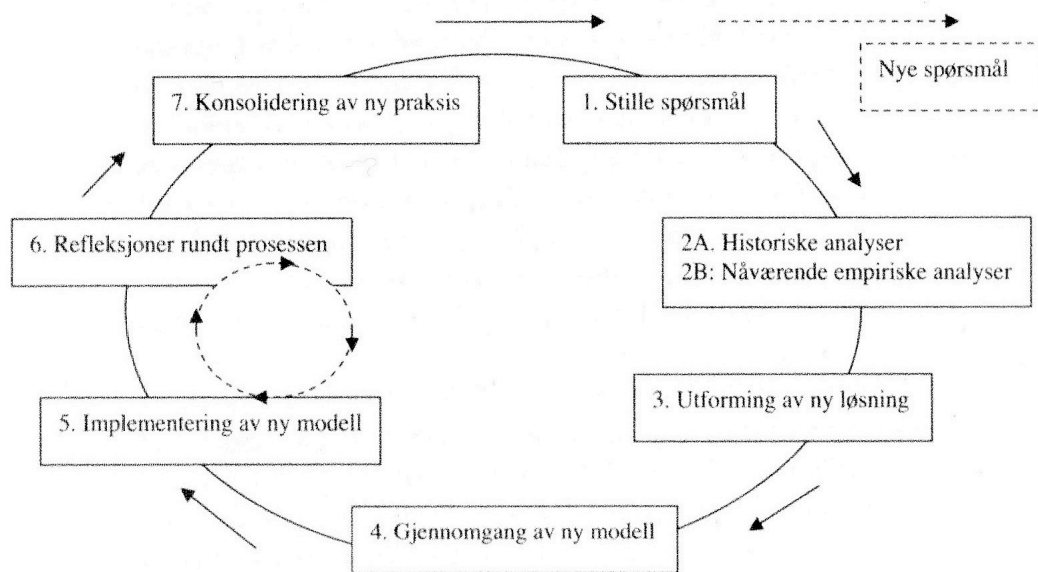 Nye spørsmål
7. Konsolidering av ny praksis
1. Stille spørsmål
6. Refleksjoner rundt prosessen
2A. Historiske analyser
2B: Nåværende empiriske analyser
3. Utforming av ny løsning
5. Implementering av ny modell
4. Gjennomgang av ny modell